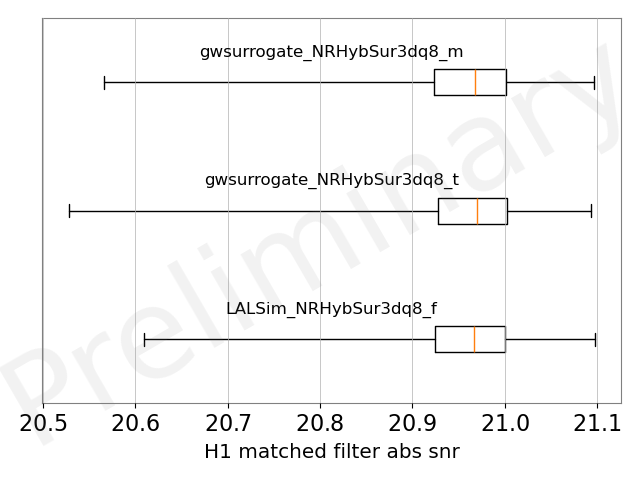 gwsurrogate_NRHybSur3dq8_m
gwsurrogate_NRHybSur3dq8_t
LALSim_NRHybSur3dq8_f
Preliminary
20.5 20.6 20.7 20.8 20.9 21.0 21.1
H1 matched filter abs snr